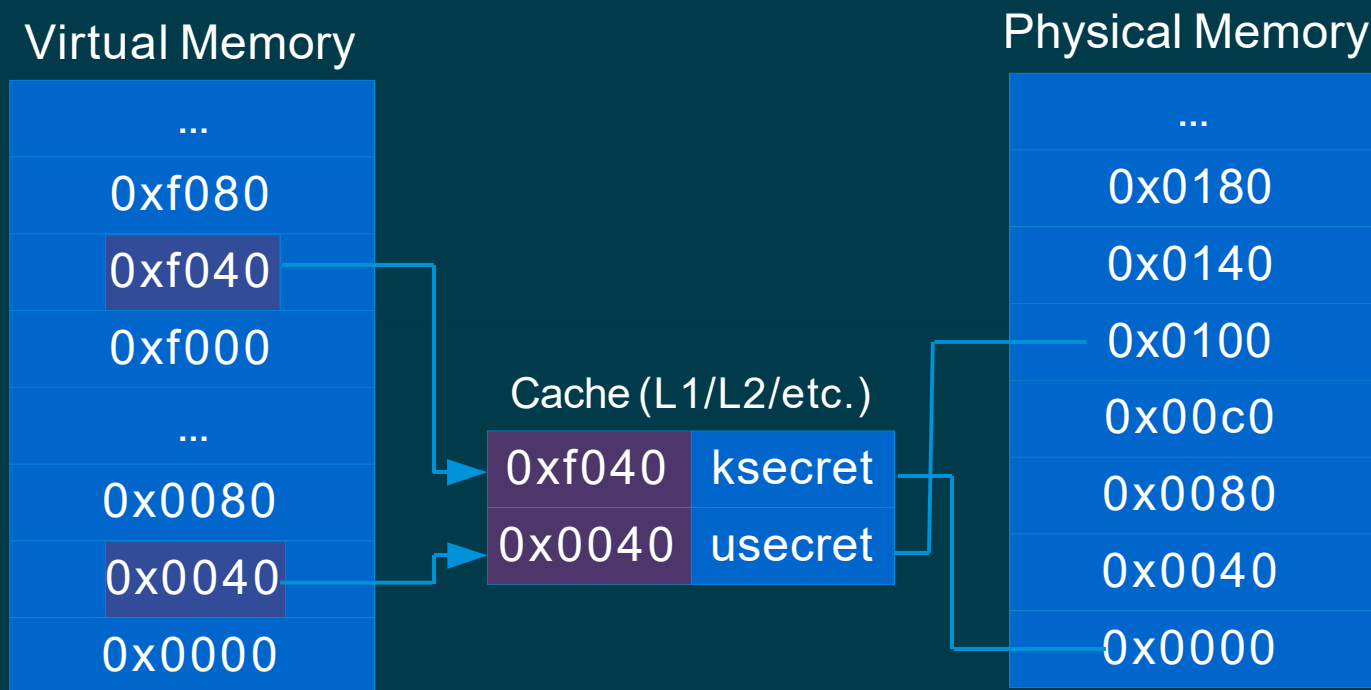 Virtual Memory
...
0xf080
0xf040
0xf000
...
0x0080
0x0040
0x0000
Cache (L1/L2/etc.)
0xf040 ksecret
0x0040 usecret
Physical Memory
...
0x0180
0x0140
0x0100
0x00c0
0x0080
0x0040
0x0000